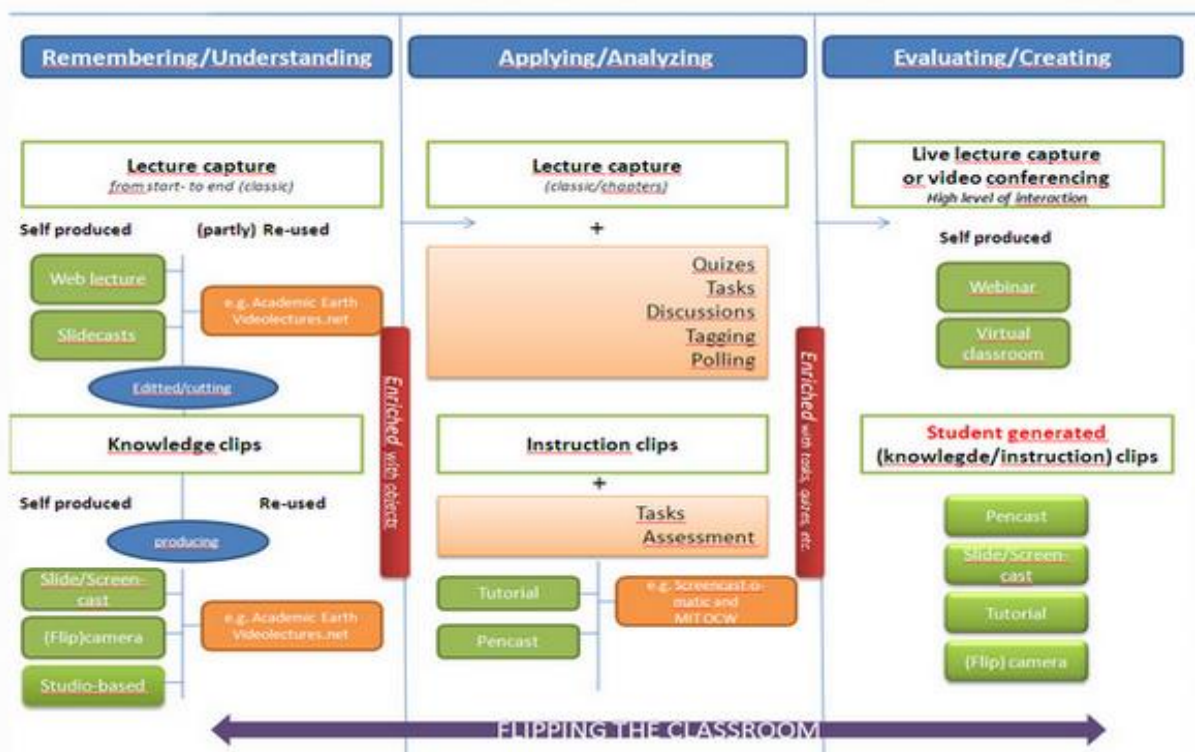 Remembering/Understanding
Lecture capture
from start- to end (classic)
Self produced
(partly) Re-used
Web lecture
Slidecasts
e.g. Academic Earth
Videolectures.net
Editted/cutting
Knowledge clips
Self produced
Re-used
producing
Slide/Screen-
cast
(Flip)camera
Studio-based
e.g. Academic Earth
Videolectures.net
Enriched with objects
Applying/Analyzing
Lecture capture
(classic/chapters)
+
Quizes
Tasks
Discussions
Tagging
Polling
Instruction clips
+
Tasks
Assessment
Tutorial
Pencast
e.g. Screencast-o-
matic and
MIT OCW
Enriched with tasks, quizes, etc.
Evaluating/Creating
Live lecture capture
or video conferencing
High level of interaction
Self produced
Webinar
Virtual
classroom
Student generated
(knowlegde/instruction) clips
Pencast
Slide/Screen-
cast
Tutorial
(Flip) camera
FLIPPING THE CLASSROOM